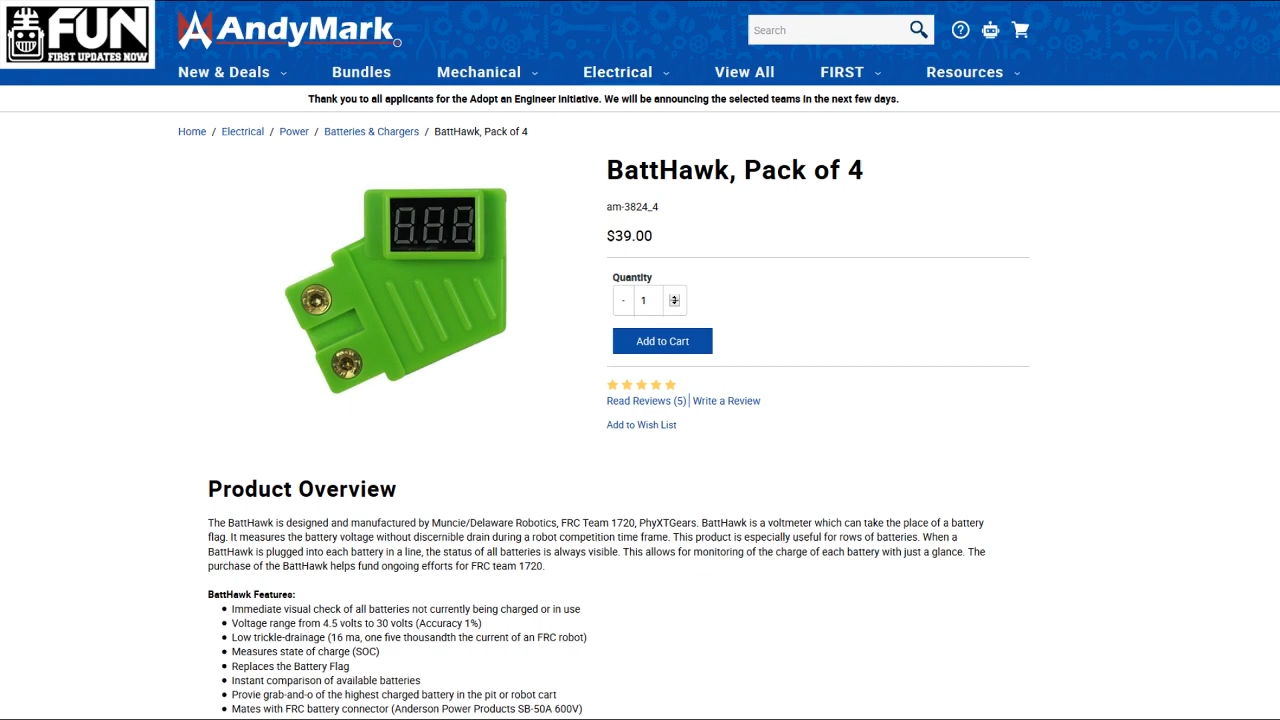 FUN
FIRST UPDATES NOW
AndyMark
Search
New & Deals
Bundles
Mechanical
Electrical
View All
FIRST
Resources
Thank you to all applicants for the Adopt an Engineer Initiative. We will be announcing the selected teams in the next few days.
Home / Electrical / Power / Batteries & Chargers / BattHawk, Pack of 4
BattHawk, Pack of 4
am-3824_4
$39.00
Quantity
- 1
Add to Cart
Read Reviews (5) | Write a Review
Add to Wish List
Product Overview
The BattHawk is designed and manufactured by Muncie/Delaware Robotics, FRC Team 1720, PhyXTGears. BattHawk is a voltmeter which can take the place of a battery
flag. It measures the battery voltage without discernible drain during a robot competition time frame. This product is especially useful for rows of batteries. When a
BattHawk is plugged into each battery in a line, the status of all batteries is always visible. This allows for monitoring of the charge of each battery with just a glance. The
purchase of the BattHawk helps fund ongoing efforts for FRC team 1720.
BattHawk Features:
● Immediate visual check of all batteries not currently being charged or in use
● Voltage range from 4.5 volts to 30 volts (Accuracy 1%)
● Low trickle-drainage (16 ma, one five thousandth the current of an FRC robot)
● Measures state of charge (SOC)
● Replaces the Battery Flag
● Instant comparison of available batteries
● Provie grab-and-o of the highest charged battery in the pit or robot cart
● Mates with FRC battery connector (Anderson Power Products SB-50A 600V)